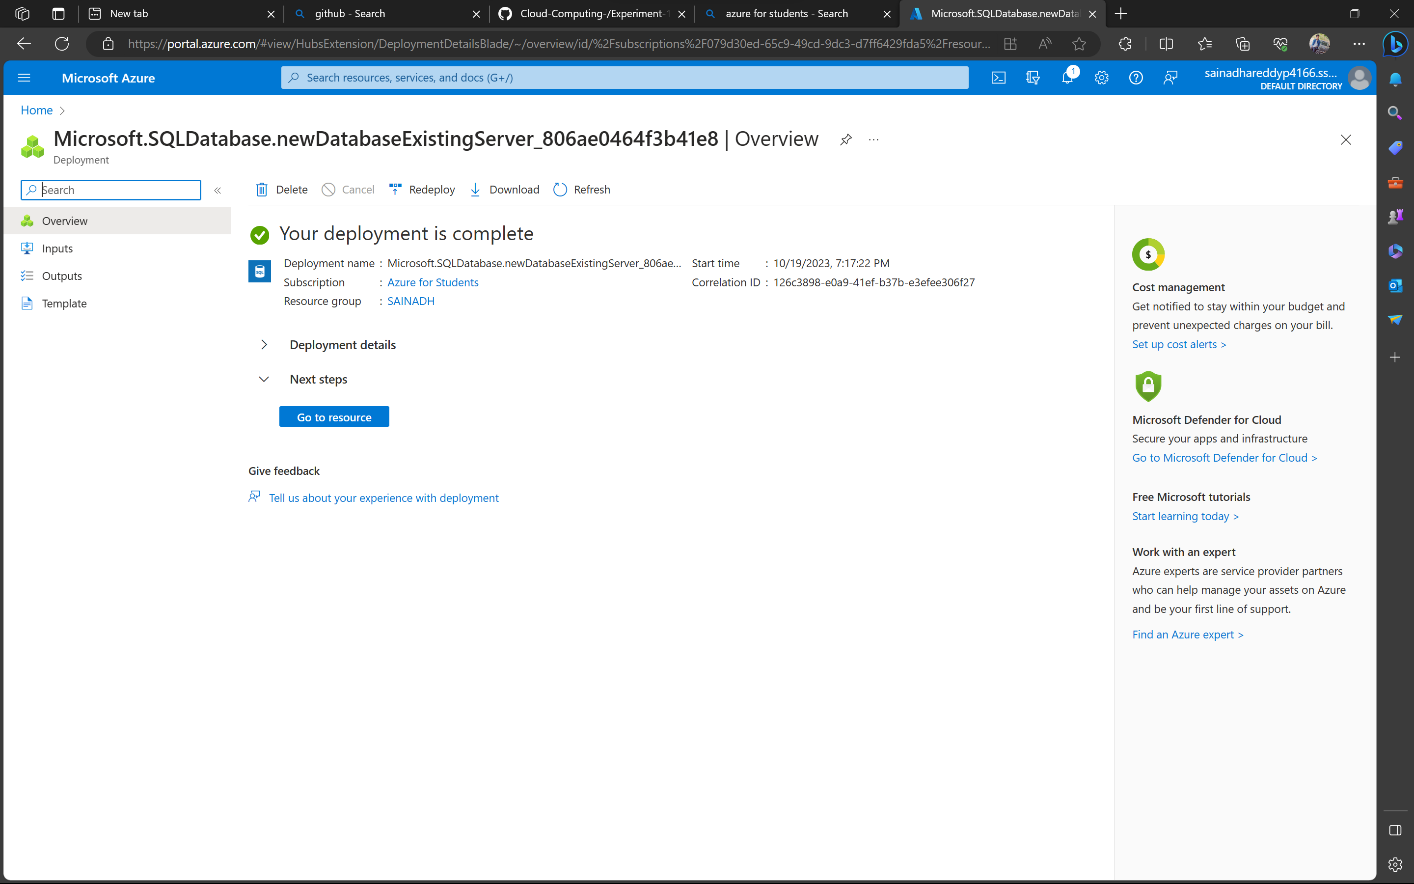 New tab
github - Search
Cloud-Computing-/Experiment-
azure for students - Search
Microsoft.SQLDatabase.newData
https://portal.azure.com/#view/HubsExtension/DeploymentDetailsBlade/~/overview/id/%2Fsubscriptions%2F079d30ed-65c9-49cd-9dc3-d7ff6429fda5%2Fresour...
Microsoft Azure
Search resources, services, and docs (G+/)
1
sainadhareddyp4166.ss...
DEFAULT DIRECTORY
Home
Microsoft.SQLDatabase.newDatabaseExistingServer_806ae0464f3b41e8 | Overview
Deployment
Search
Delete
Cancel
Redeploy
Download
Refresh
Overview
Inputs
Outputs
Template
Your deployment is complete
Deployment name : Microsoft.SQLDatabase.newDatabaseExistingServer_806ae...
Subscription : Azure for Students
Resource group : SAINADH
Start time : 10/19/2023, 7:17:22 PM
Correlation ID : 126c3898-e0a9-41ef-b37b-e3efee306f27
Deployment details
Next steps
Go to resource
Give feedback
Tell us about your experience with deployment
Cost management
Get notified to stay within your budget and
prevent unexpected charges on your bill.
Set up cost alerts >
Microsoft Defender for Cloud
Secure your apps and infrastructure
Go to Microsoft Defender for Cloud >
Free Microsoft tutorials
Start learning today >
Work with an expert
Azure experts are service provider partners
who can help manage your assets on Azure
and be your first line of support.
Find an Azure expert >